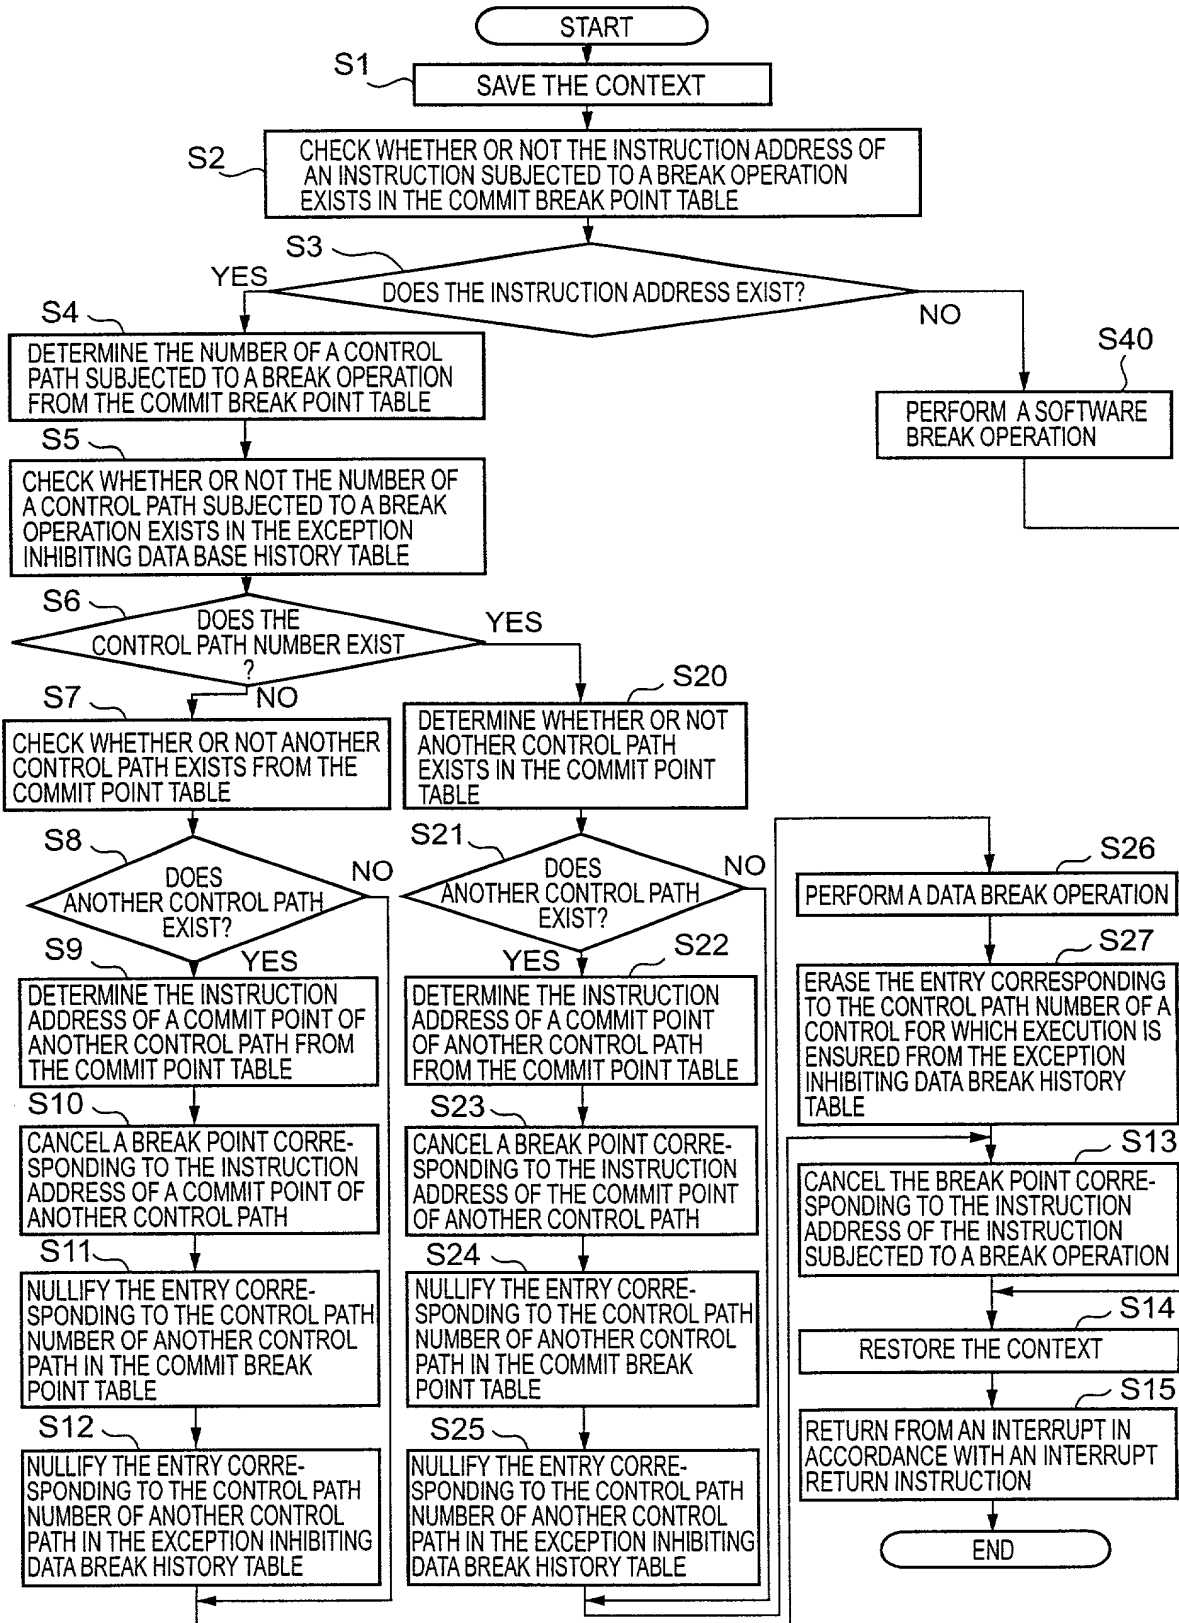 START
S1
SAVE THE CONTEXT
S2
CHECK WHETHER OR NOT THE INSTRUCTION ADDRESS OF
AN INSTRUCTION SUBJECTED TO A BREAK OPERATION
EXISTS IN THE COMMIT BREAK POINT TABLE
S3
YES
DOES THE INSTRUCTION ADDRESS EXIST?
NO
S4
DETERMINE THE NUMBER OF A CONTROL
PATH SUBJECTED TO A BREAK OPERATION
FROM THE COMMIT BREAK POINT TABLE
S40
PERFORM A SOFTWARE
BREAK OPERATION
S5
CHECK WHETHER OR NOT THE NUMBER OF
A CONTROL PATH SUBJECTED TO A BREAK
OPERATION EXISTS IN THE EXCEPTION
INHIBITING DATA BASE HISTORY TABLE
S6
DOES THE
CONTROL PATH NUMBER EXIST
?
YES
NO
S7
CHECK WHETHER OR NOT ANOTHER
CONTROL PATH EXISTS FROM THE
COMMIT POINT TABLE
S8
DOES
ANOTHER CONTROL PATH
EXIST?
NO
YES
S9
DETERMINE THE INSTRUCTION
ADDRESS OF A COMMIT POINT OF
ANOTHER CONTROL PATH FROM
THE COMMIT POINT TABLE
S10
CANCEL A BREAK POINT CORRE-
SPONDING TO THE INSTRUCTION
ADDRESS OF A COMMIT POINT OF
ANOTHER CONTROL PATH
S11
NULLIFY THE ENTRY CORRE-
SPONDING TO THE CONTROL PATH
NUMBER OF ANOTHER CONTROL
PATH IN THE COMMIT BREAK
POINT TABLE
S12
NULLIFY THE ENTRY CORRE-
SPONDING TO THE CONTROL PATH
NUMBER OF ANOTHER CONTROL
PATH IN THE EXCEPTION INHIBITING
DATA BREAK HISTORY TABLE
S20
DETERMINE WHETHER OR NOT
ANOTHER CONTROL PATH
EXISTS IN THE COMMIT POINT
TABLE
S21
DOES
ANOTHER CONTROL PATH
EXIST?
NO
YES
S22
DETERMINE THE INSTRUCTION
ADDRESS OF A COMMIT POINT
OF ANOTHER CONTROL PATH
FROM THE COMMIT POINT TABLE
S23
CANCEL A BREAK POINT CORRE-
SPONDING TO THE INSTRUCTION
ADDRESS OF THE COMMIT POINT
OF ANOTHER CONTROL PATH
S24
NULLIFY THE ENTRY CORRE-
SPONDING TO THE CONTROL PATH
NUMBER OF ANOTHER CONTROL
PATH IN THE COMMIT BREAK
POINT TABLE
S25
NULLIFY THE ENTRY CORRE-
SPONDING TO THE CONTROL PATH
NUMBER OF ANOTHER CONTROL
PATH IN THE EXCEPTION INHIBITING
DATA BREAK HISTORY TABLE
S26
PERFORM A DATA BREAK OPERATION
S27
ERASE THE ENTRY CORRESPONDING
TO THE CONTROL PATH NUMBER OF A
CONTROL FOR WHICH EXECUTION IS
ENSURED FROM THE EXCEPTION
INHIBITING DATA BREAK HISTORY
TABLE
S13
CANCEL THE BREAK POINT CORRE-
SPONDING TO THE INSTRUCTION
ADDRESS OF THE INSTRUCTION
SUBJECTED TO A BREAK OPERATION
S14
RESTORE THE CONTEXT
S15
RETURN FROM AN INTERRUPT IN
ACCORDANCE WITH AN INTERRUPT
RETURN INSTRUCTION
END